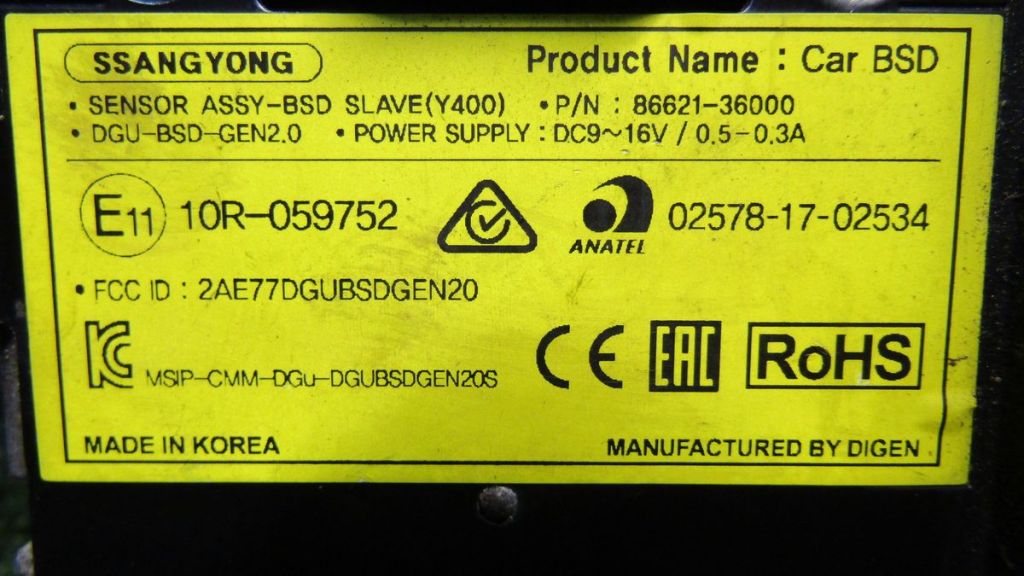 SSANGYONG
Product Name : Car BSD
• SENSOR ASSY-BSD SLAVE(Y400) • P/N : 86621-36000
• DGU-BSD-GEN2.0 • POWER SUPPLY : DC9~16V / 0.5-0.3A
E11 10R-059752
ANATEL
02578-17-02534
• FCC ID : 2AE77DGUBSDGEN20
KC MSIP-CMM-DGu-DGUBSDGEN20S
CE EAC RoHS
MADE IN KOREA
MANUFACTURED BY DIGEN